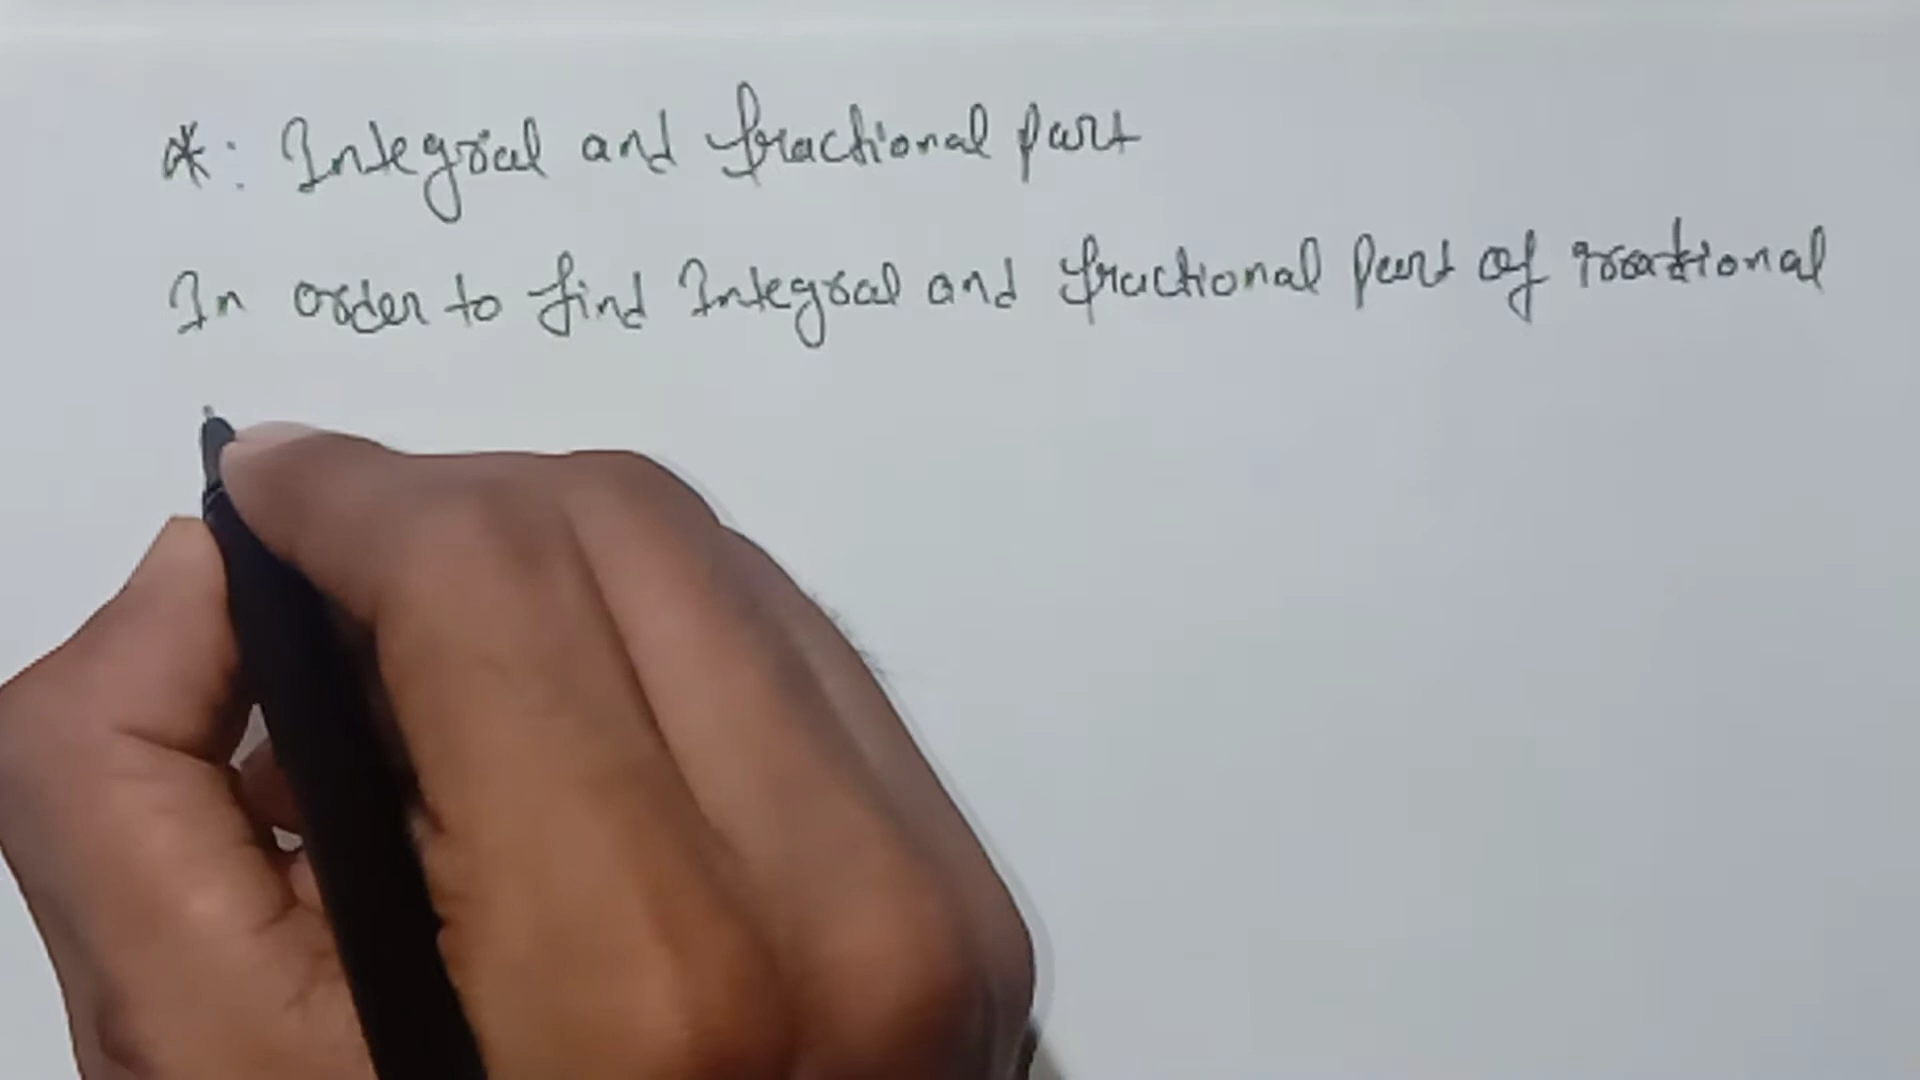 *: Integral and fractional part
In order to find Integral and fractional part of irrational